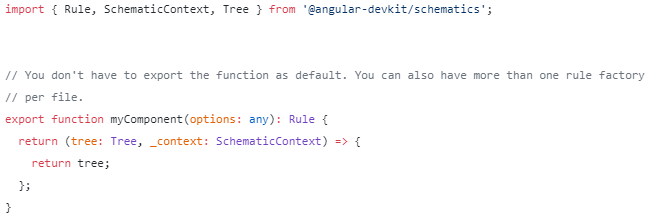 import { Rule, SchematicContext, Tree } from '@angular-devkit/schematics';
// You don't have to export the function as default. You can also have more than one rule factory
// per file.
export function myComponent(options: any): Rule {
  return (tree: Tree, _context: SchematicContext) => {
    return tree;
  };
}